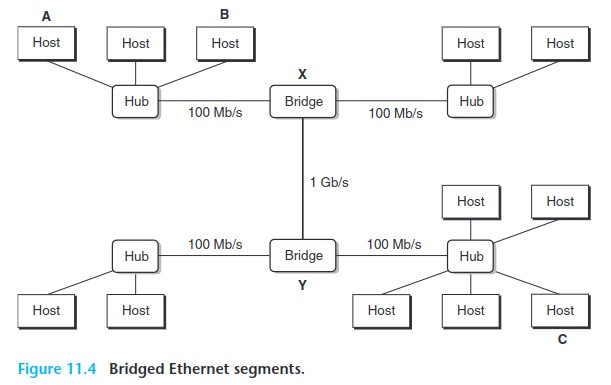 A
B
Host Host Host Host Host
X
Hub Bridge Hub
100 Mb/s 100 Mb/s
1 Gb/s
Host Host
100 Mb/s 100 Mb/s
Hub Bridge Hub
Y
Host Host Host Host Host
C
Figure 11.4 Bridged Ethernet segments.